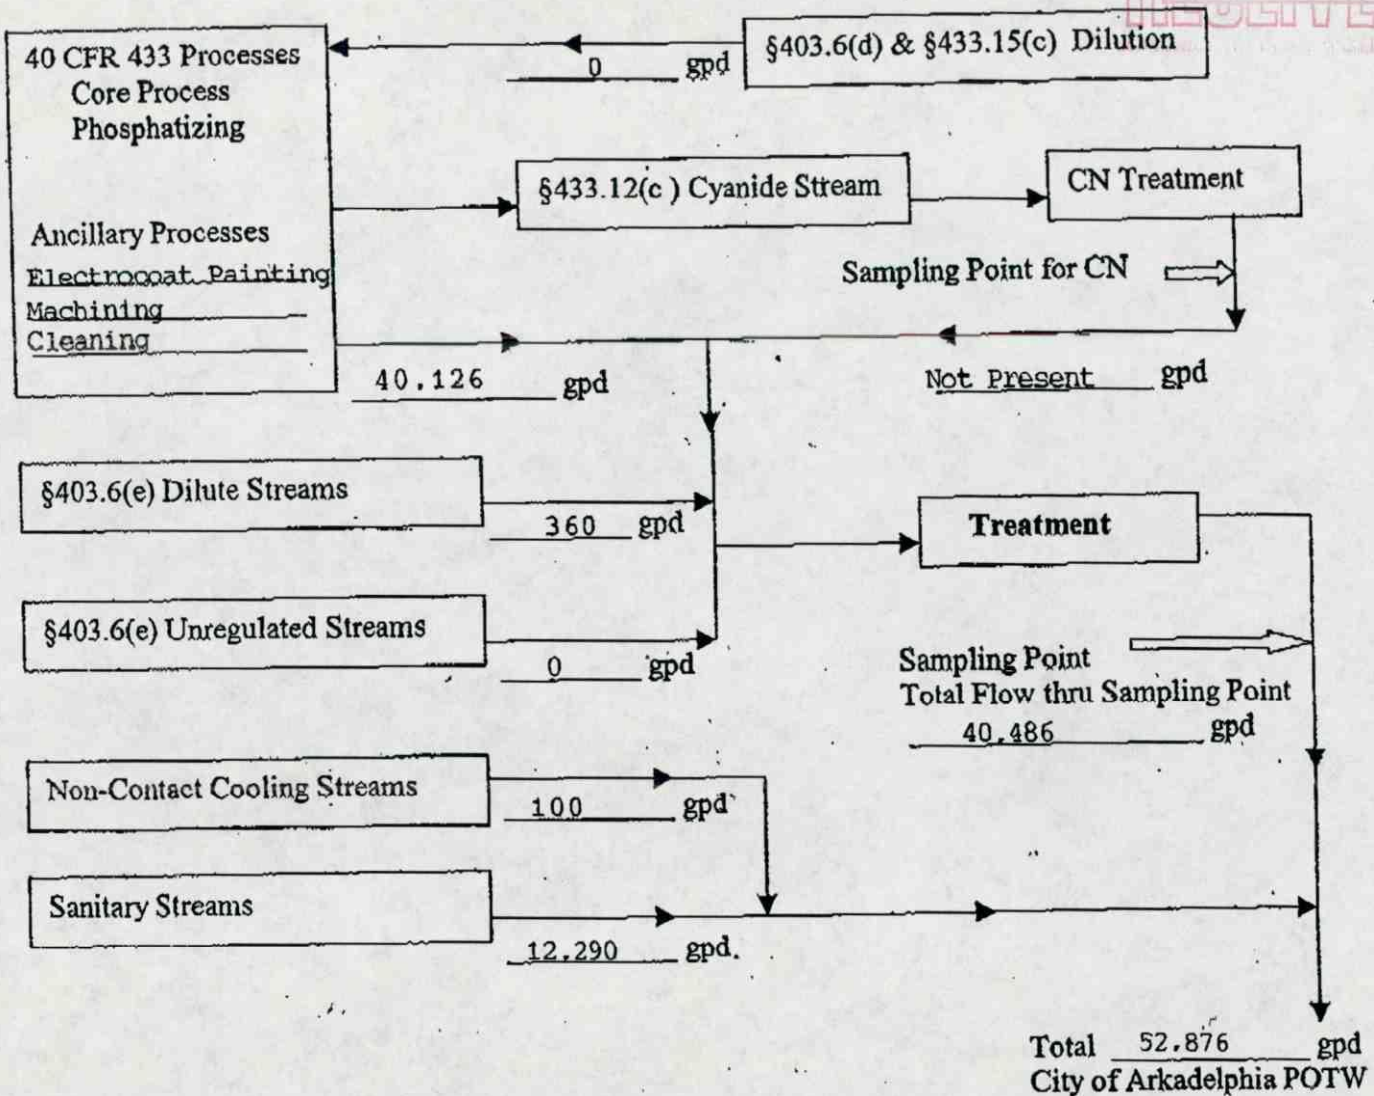 40 CFR 433 Processes
Core Process
Phosphatizing
Ancillary Processes
Electrocoat Painting
Machining
Cleaning
§403.6(d) & §433.15(c) Dilution
0 gpd
§433.12(c ) Cyanide Stream
CN Treatment
Sampling Point for CN
40,126 gpd
Not Present gpd
§403.6(e) Dilute Streams
360 gpd
Treatment
§403.6(e) Unregulated Streams
0 gpd
Sampling Point
Total Flow thru Sampling Point
40,486 gpd
Non-Contact Cooling Streams
100 gpd
Sanitary Streams
12,290 gpd.
Total 52,876 gpd
City of Arkadelphia POTW